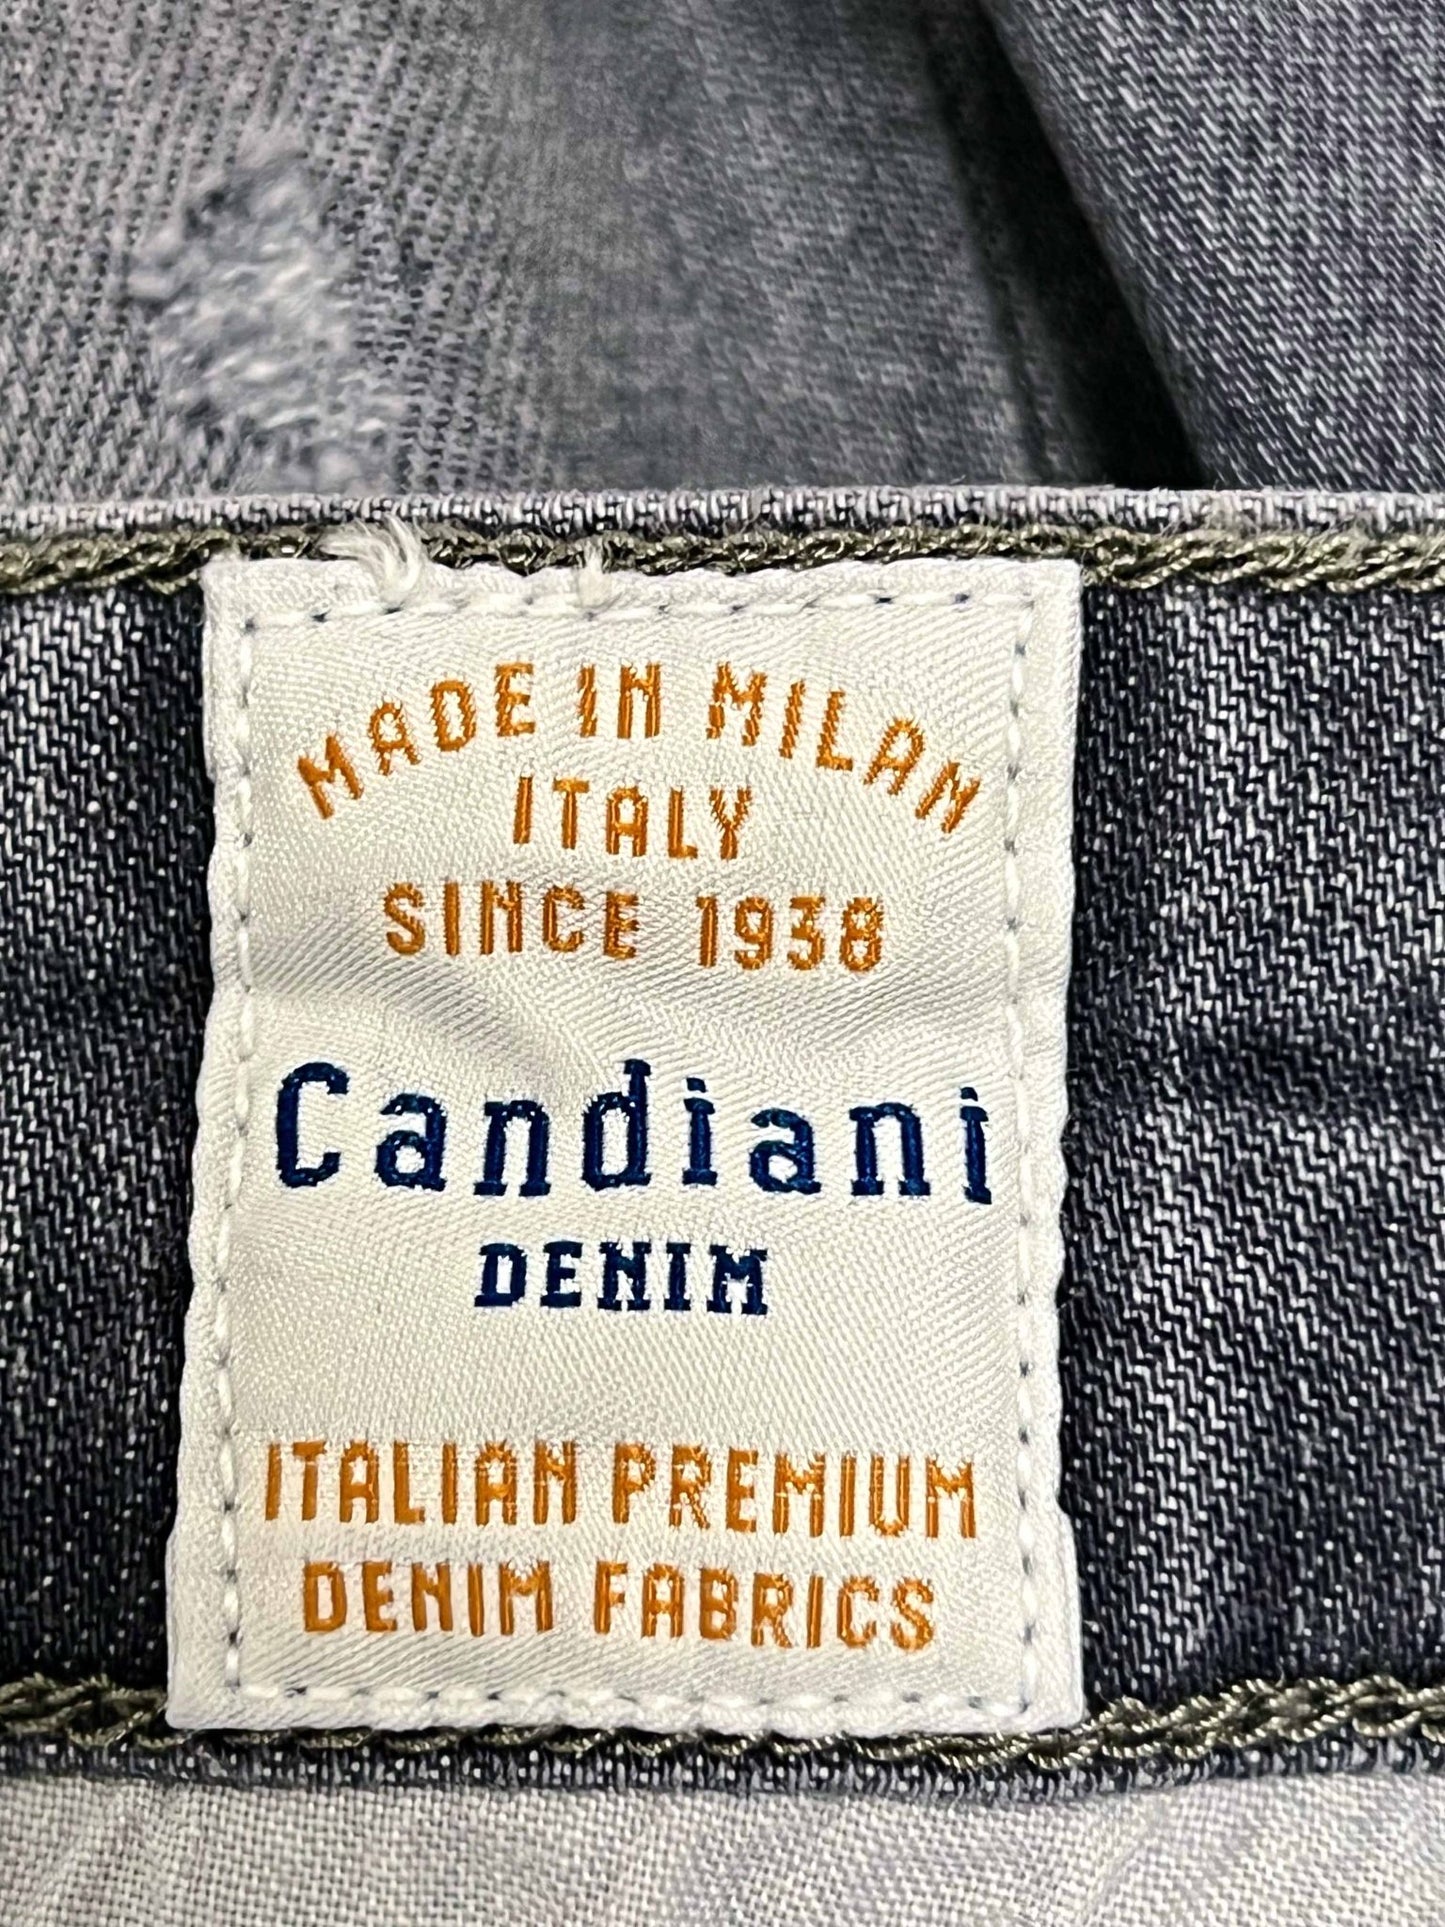 MADE IN MILAN
ITALY
SINCE 1938
Candiani
DENIM
ITALIAN PREMIUM
DENIM FABRICS